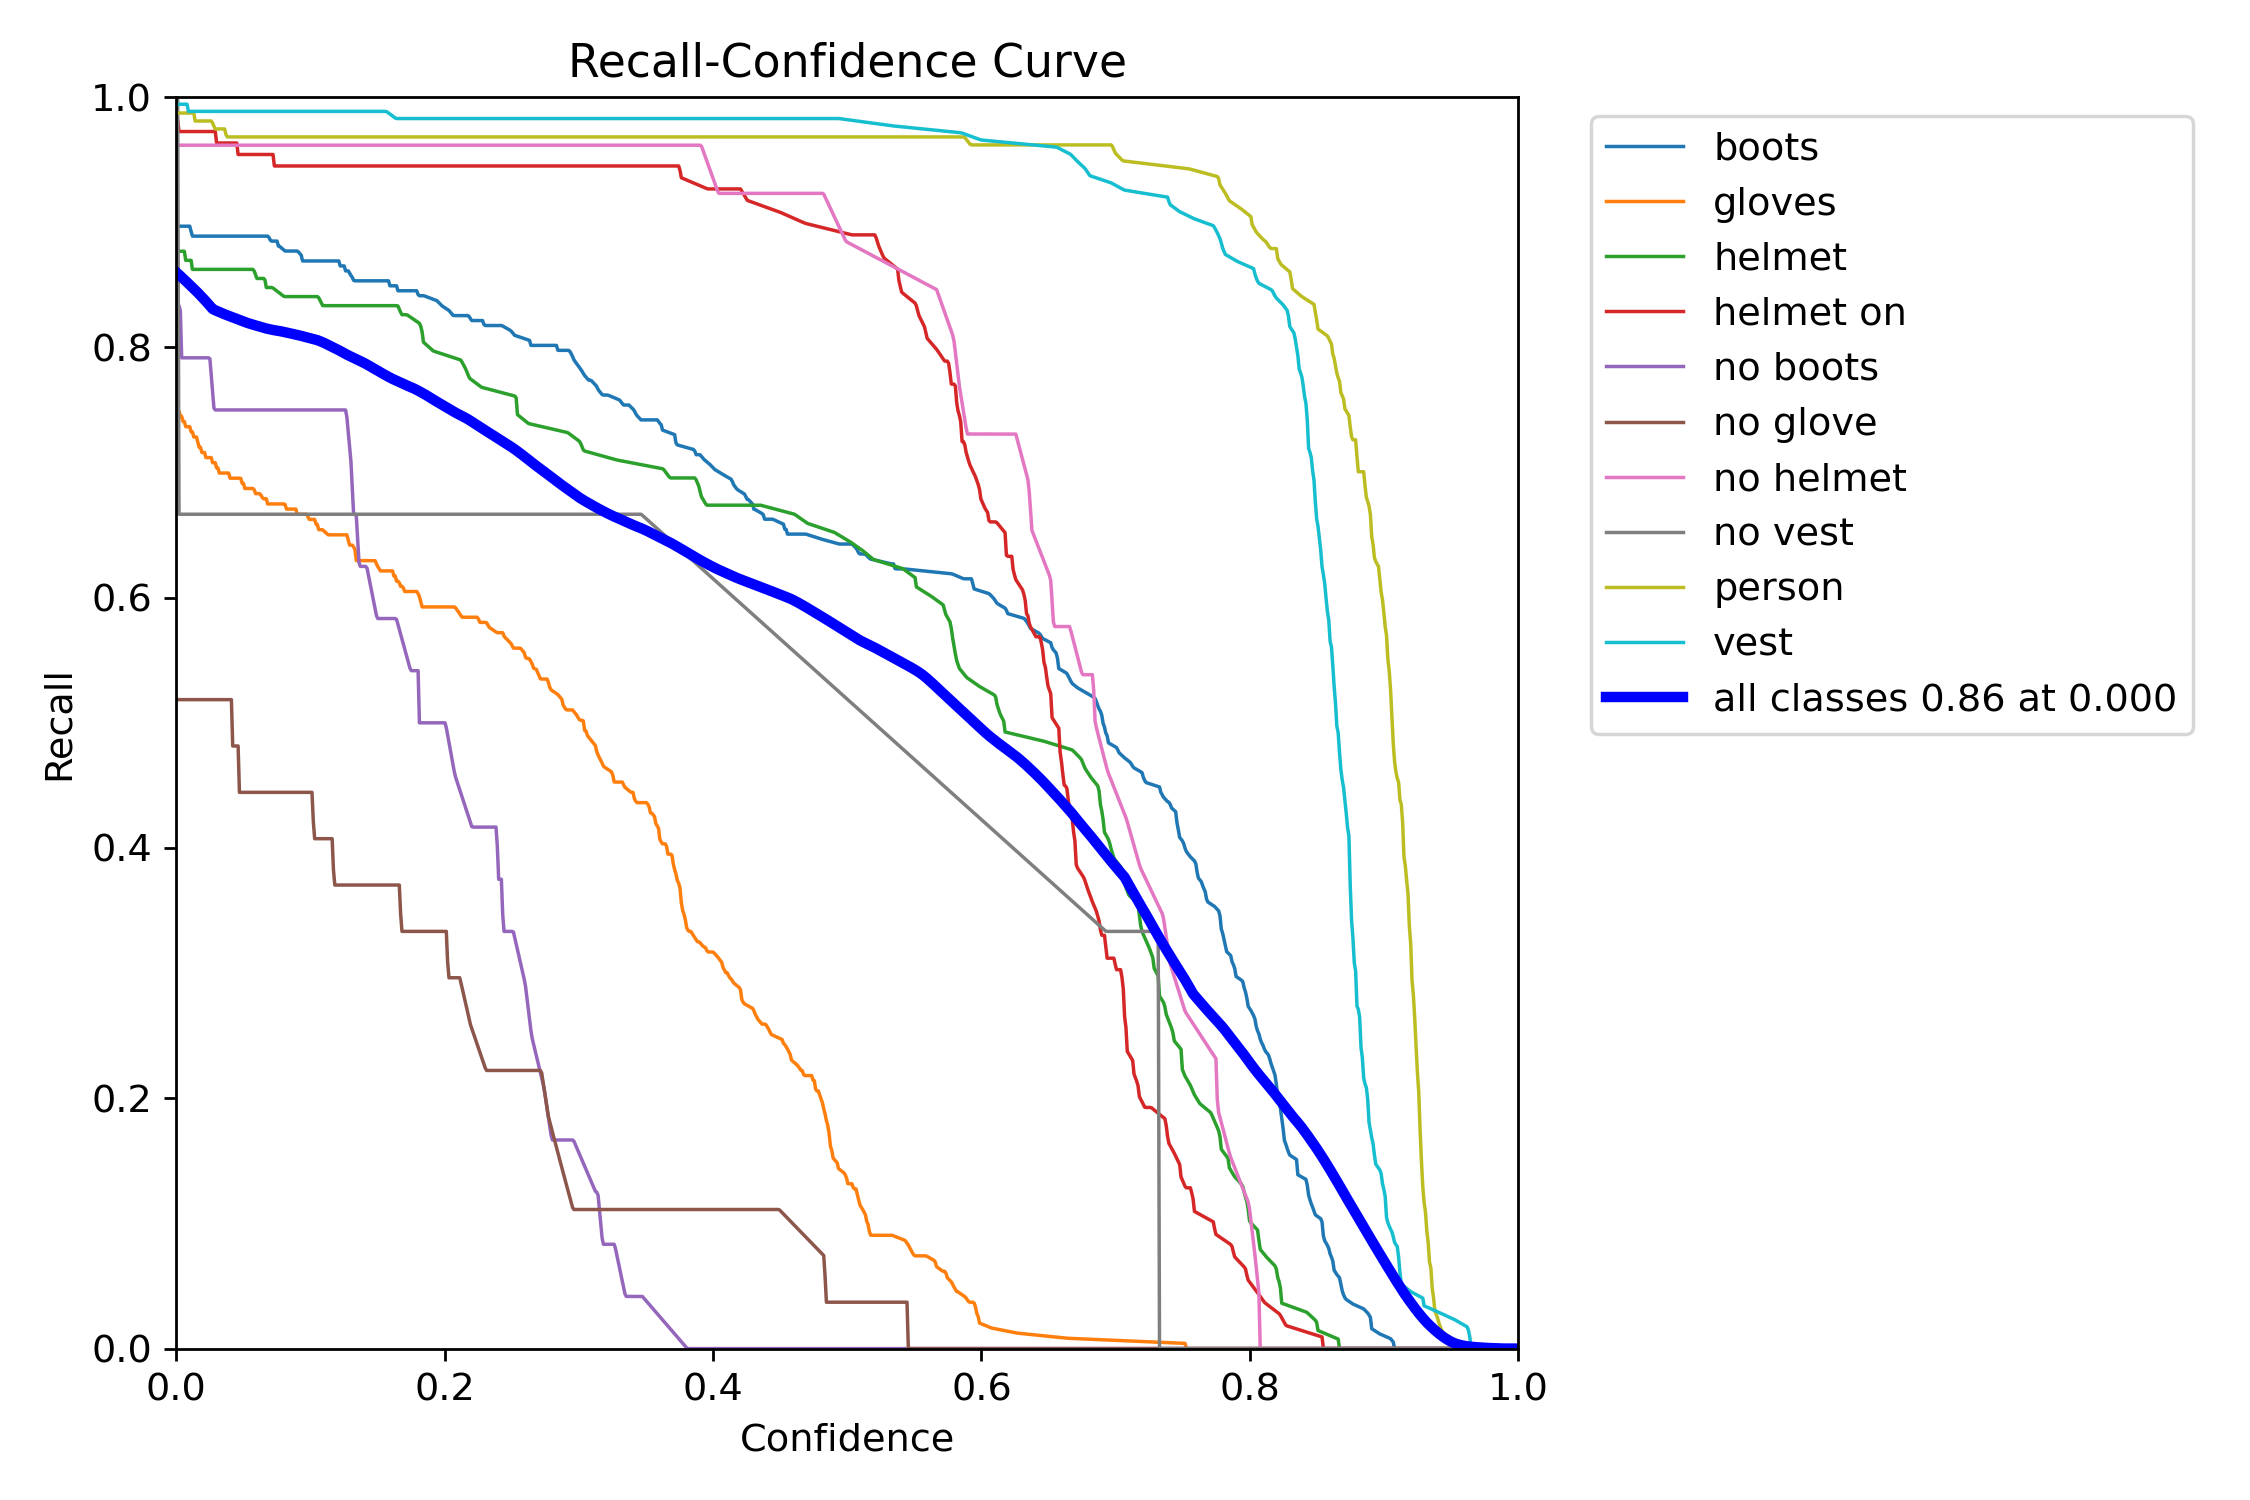 Recall-Confidence Curve
1.0
0.8
0.6
0.4
0.2
0.0
Recall
0.0 0.2 0.4 0.6 0.8 1.0
Confidence
boots
gloves
helmet
helmet on
no boots
no glove
no helmet
no vest
person
vest
all classes 0.86 at 0.000